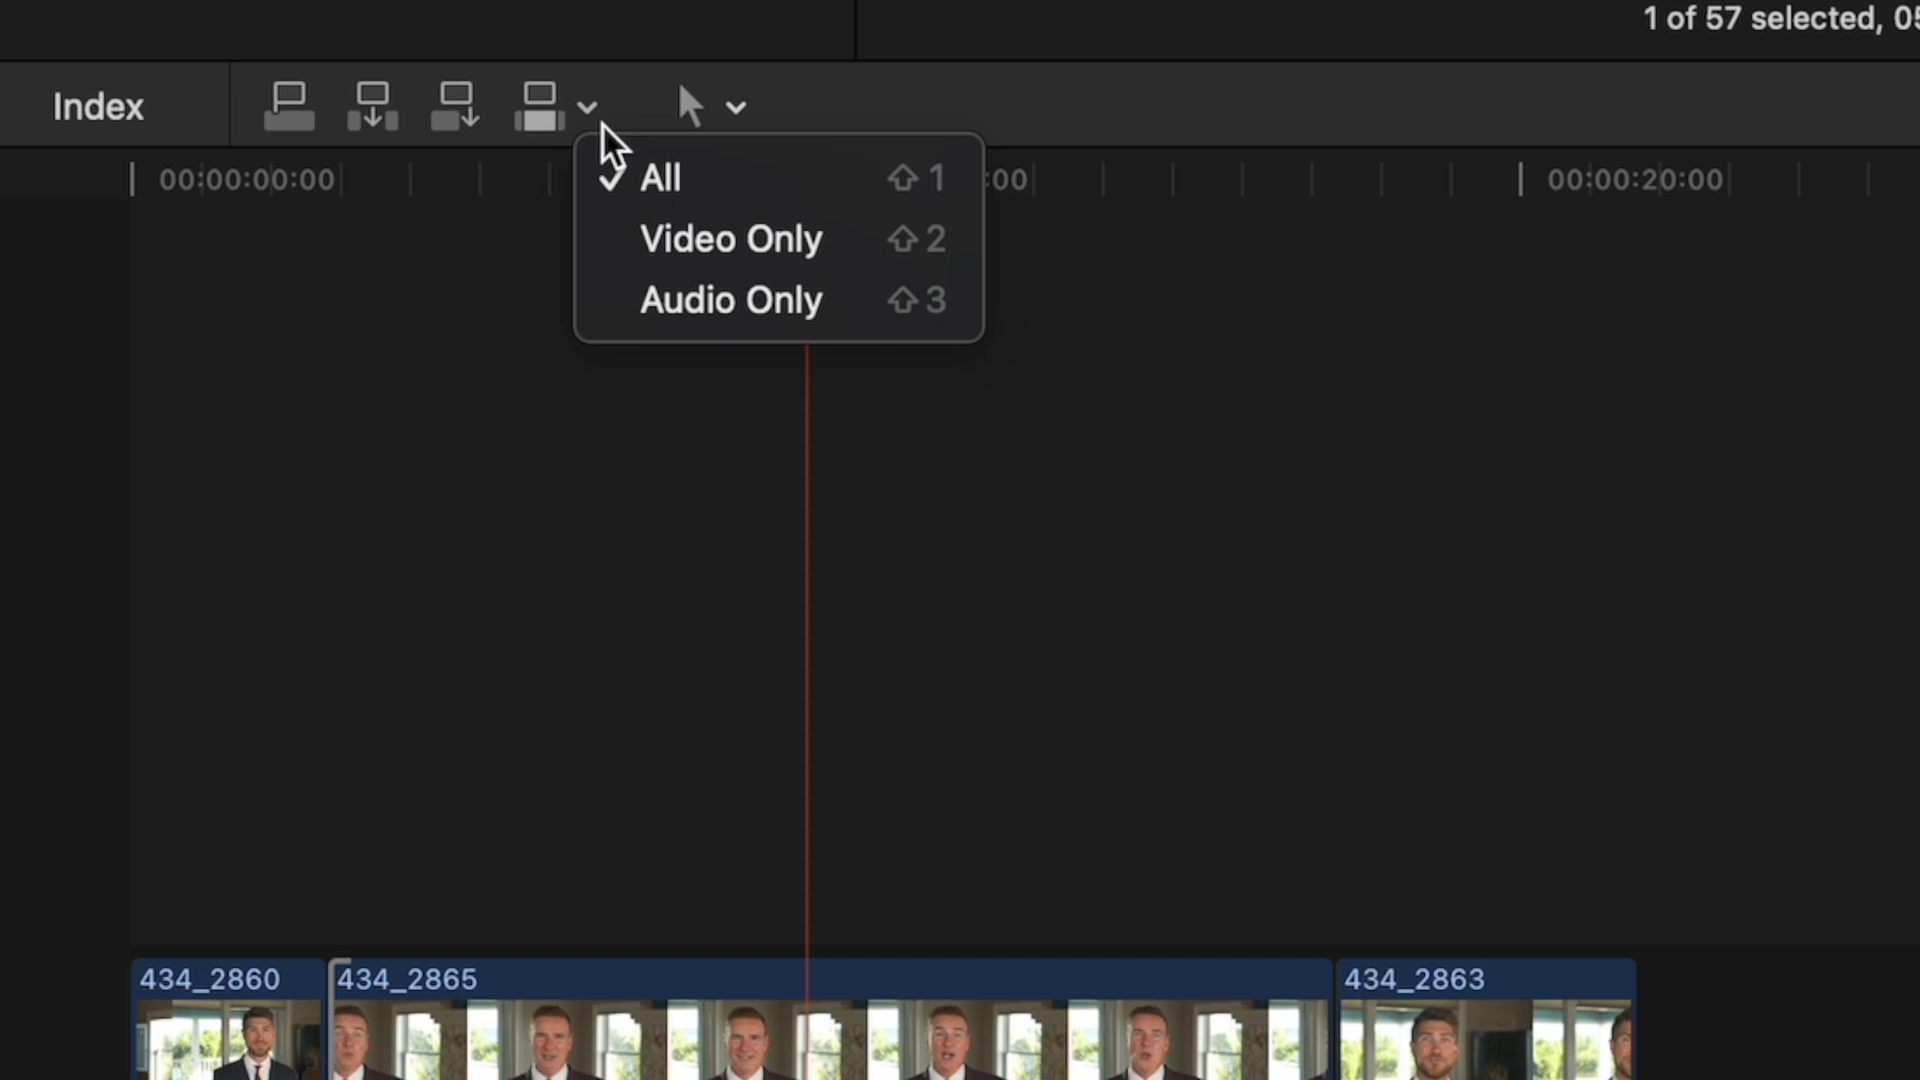 1 of 57 selected, 05
Index
00:00:00:00
:00
00:00:20:00
All ⇧1
Video Only ⇧2
Audio Only ⇧3
434_2860
434_2865
434_2863